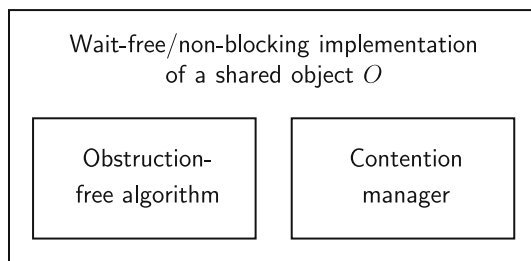 Wait-free/non-blocking implementation
of a shared object O
Obstruction-
free algorithm
Contention
manager